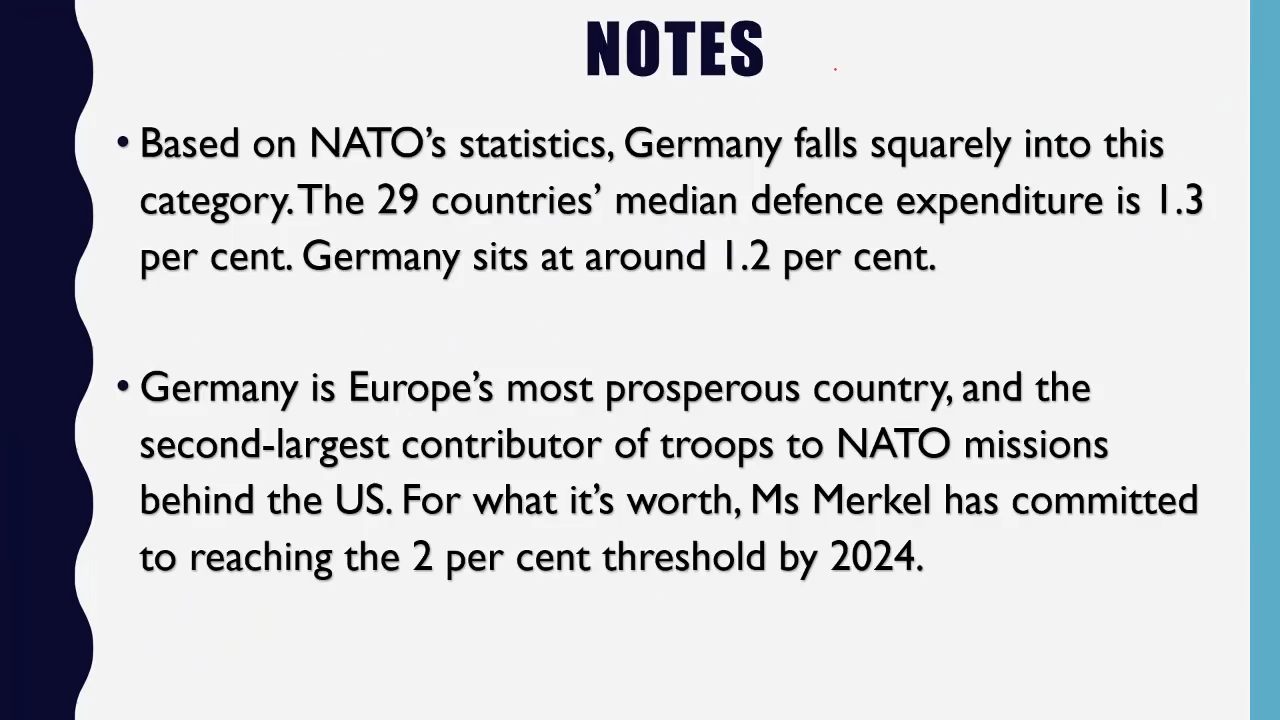 NOTES
• Based on NATO’s statistics, Germany falls squarely into this
category. The 29 countries’ median defence expenditure is 1.3
per cent. Germany sits at around 1.2 per cent.
• Germany is Europe’s most prosperous country, and the
second-largest contributor of troops to NATO missions
behind the US. For what it’s worth, Ms Merkel has committed
to reaching the 2 per cent threshold by 2024.